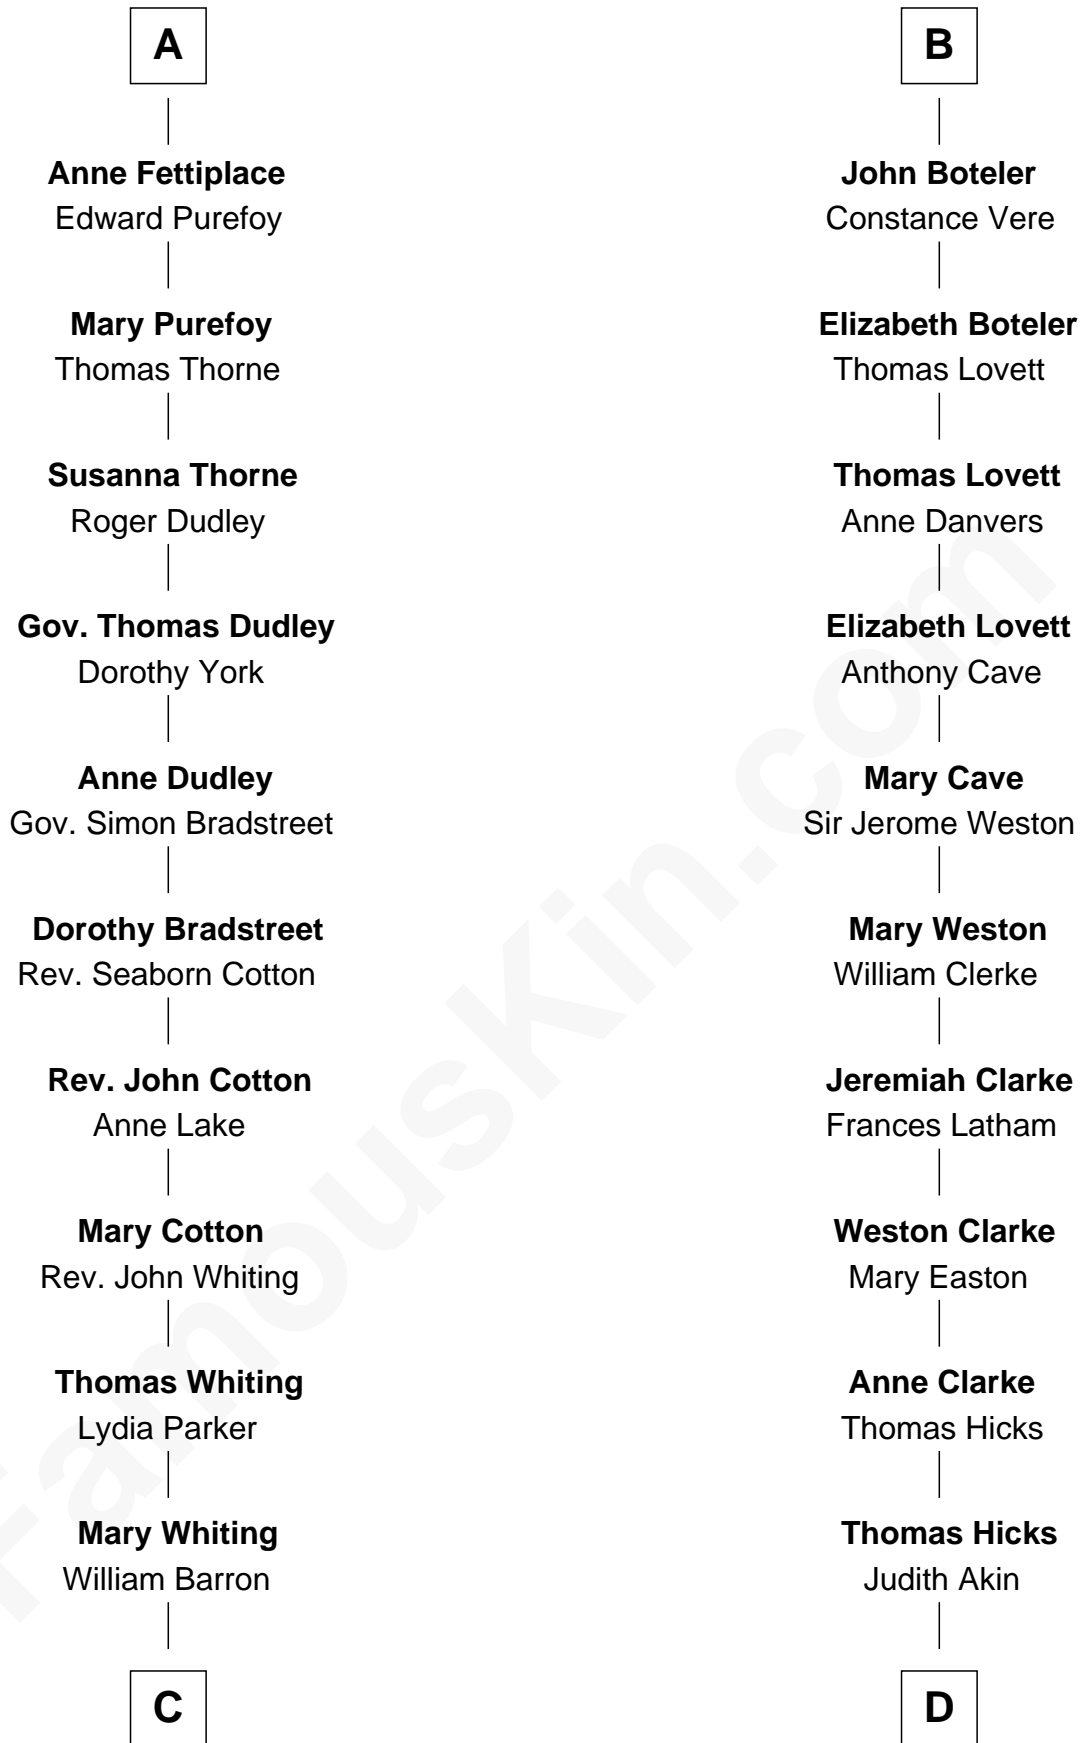 A
Anne Fettiplace
Edward Purefoy
Mary Purefoy
Thomas Thorne
Susanna Thorne
Roger Dudley
Gov. Thomas Dudley
Dorothy York
Anne Dudley
Gov. Simon Bradstreet
Dorothy Bradstreet
Rev. Seaborn Cotton
Rev. John Cotton
Anne Lake
Mary Cotton
Rev. John Whiting
Thomas Whiting
Lydia Parker
Mary Whiting
William Barron
C
B
John Boteler
Constance Vere
Elizabeth Boteler
Thomas Lovett
Thomas Lovett
Anne Danvers
Elizabeth Lovett
Anthony Cave
Mary Cave
Sir Jerome Weston
Mary Weston
William Clerke
Jeremiah Clarke
Frances Latham
Weston Clarke
Mary Easton
Anne Clarke
Thomas Hicks
Thomas Hicks
Judith Akin
D
FamousKin.com